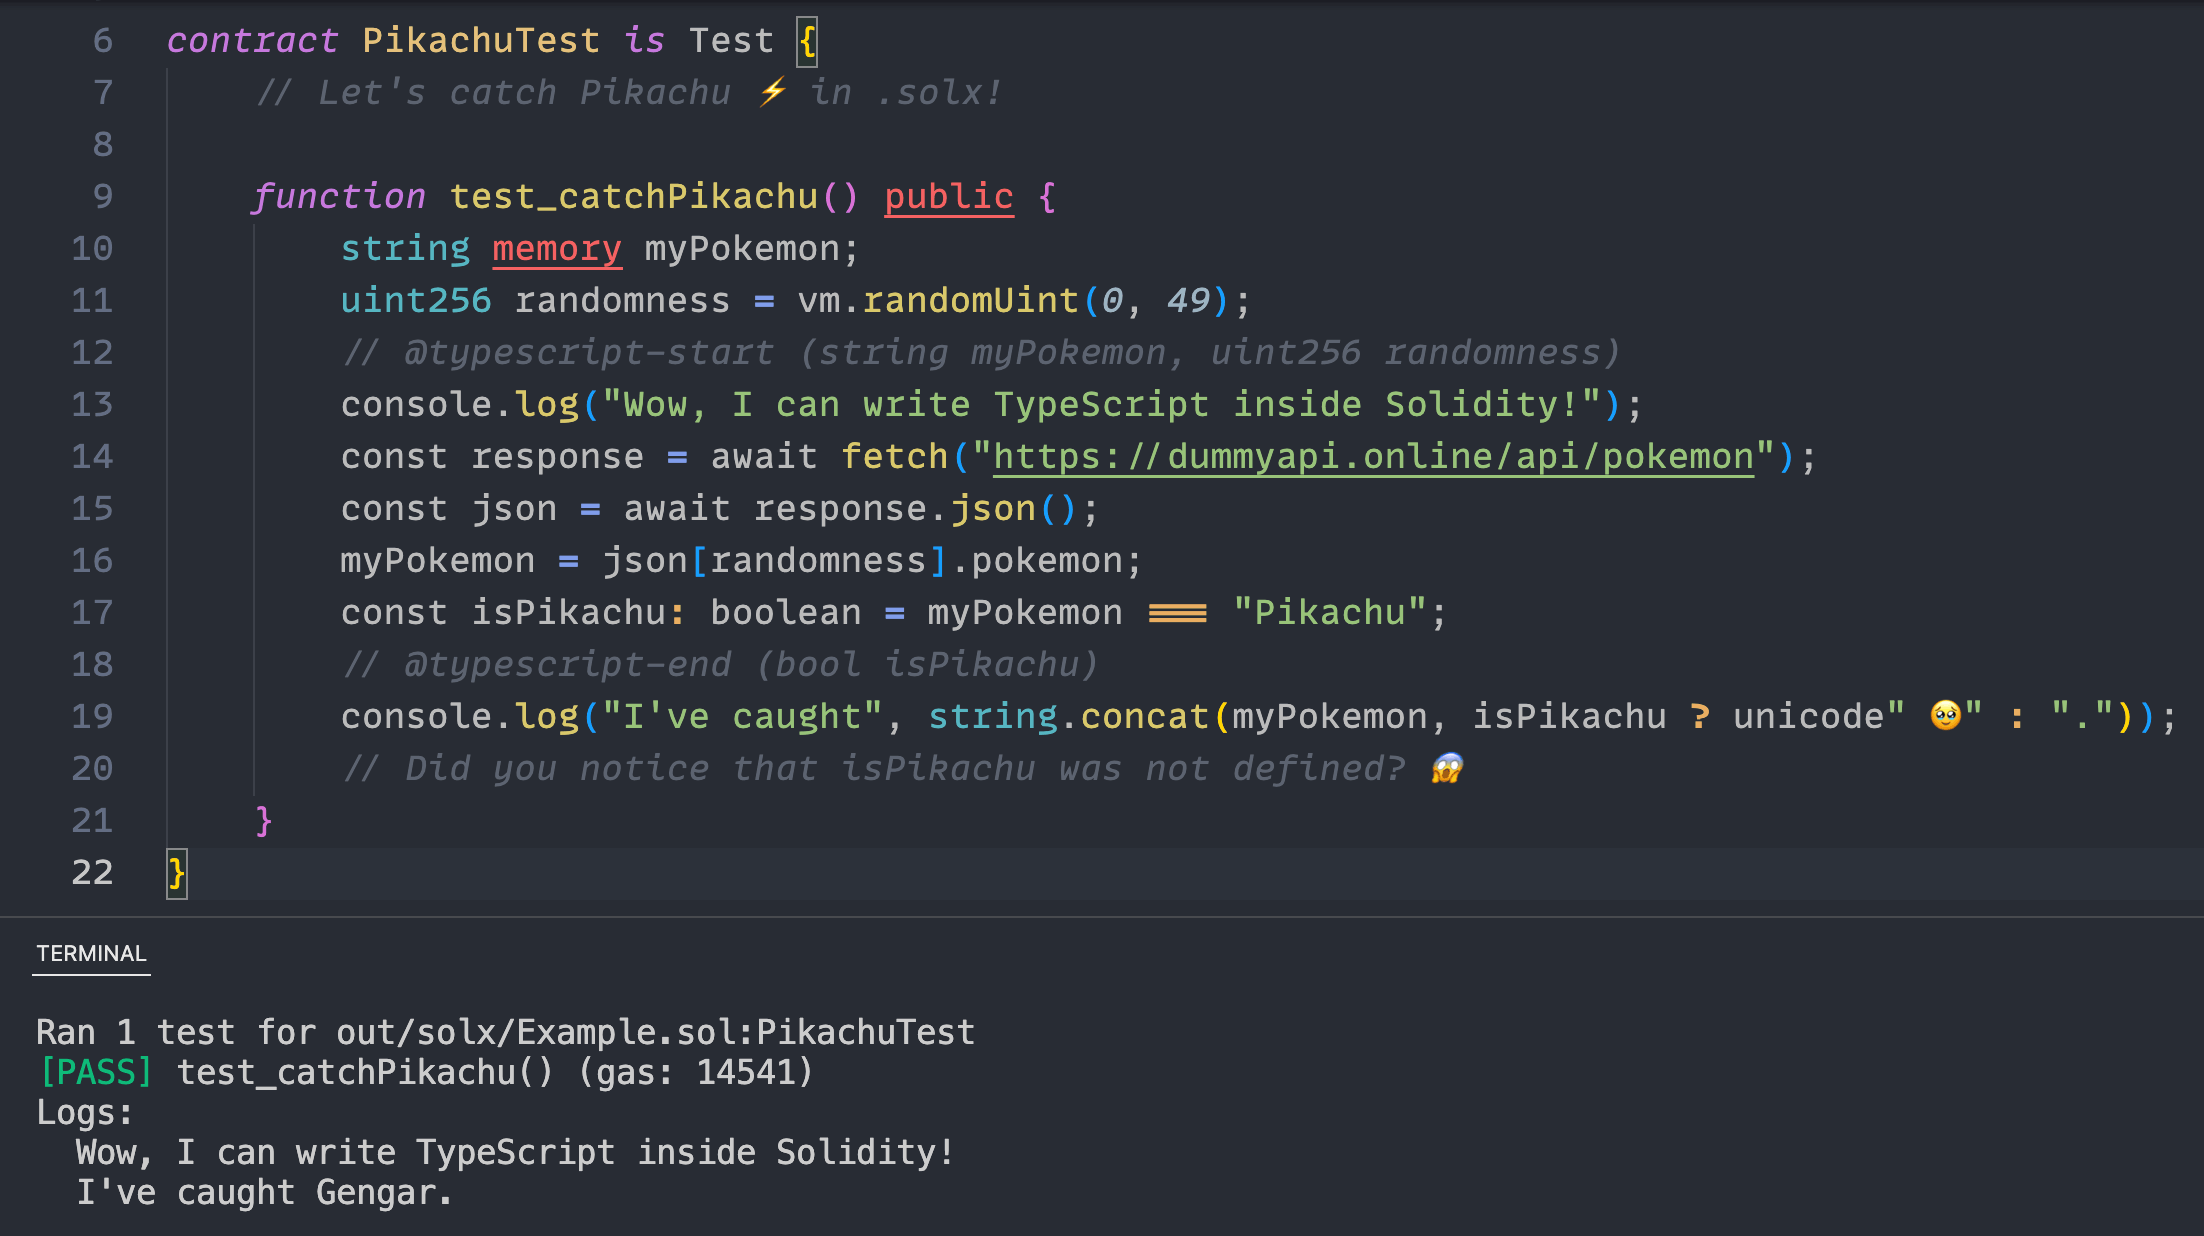 6 contract PikachuTest is Test {
7 // Let's catch Pikachu ⚡ in .solx!
8
9 function test_catchPikachu() public {
10 string memory myPokemon;
11 uint256 randomness = vm.randomUint(0, 49);
12 // @typescript-start (string myPokemon, uint256 randomness)
13 console.log("Wow, I can write TypeScript inside Solidity!");
14 const response = await fetch("https://dummyapi.online/api/pokemon");
15 const json = await response.json();
16 myPokemon = json[randomness].pokemon;
17 const isPikachu: boolean = myPokemon === "Pikachu";
18 // @typescript-end (bool isPikachu)
19 console.log("I've caught", string.concat(myPokemon, isPikachu ? unicode" 🥹" : "."));
20 // Did you notice that isPikachu was not defined? 😱
21 }
22 }
TERMINAL
Ran 1 test for out/solx/Example.sol:PikachuTest
[PASS] test_catchPikachu() (gas: 14541)
Logs:
Wow, I can write TypeScript inside Solidity!
I've caught Gengar.